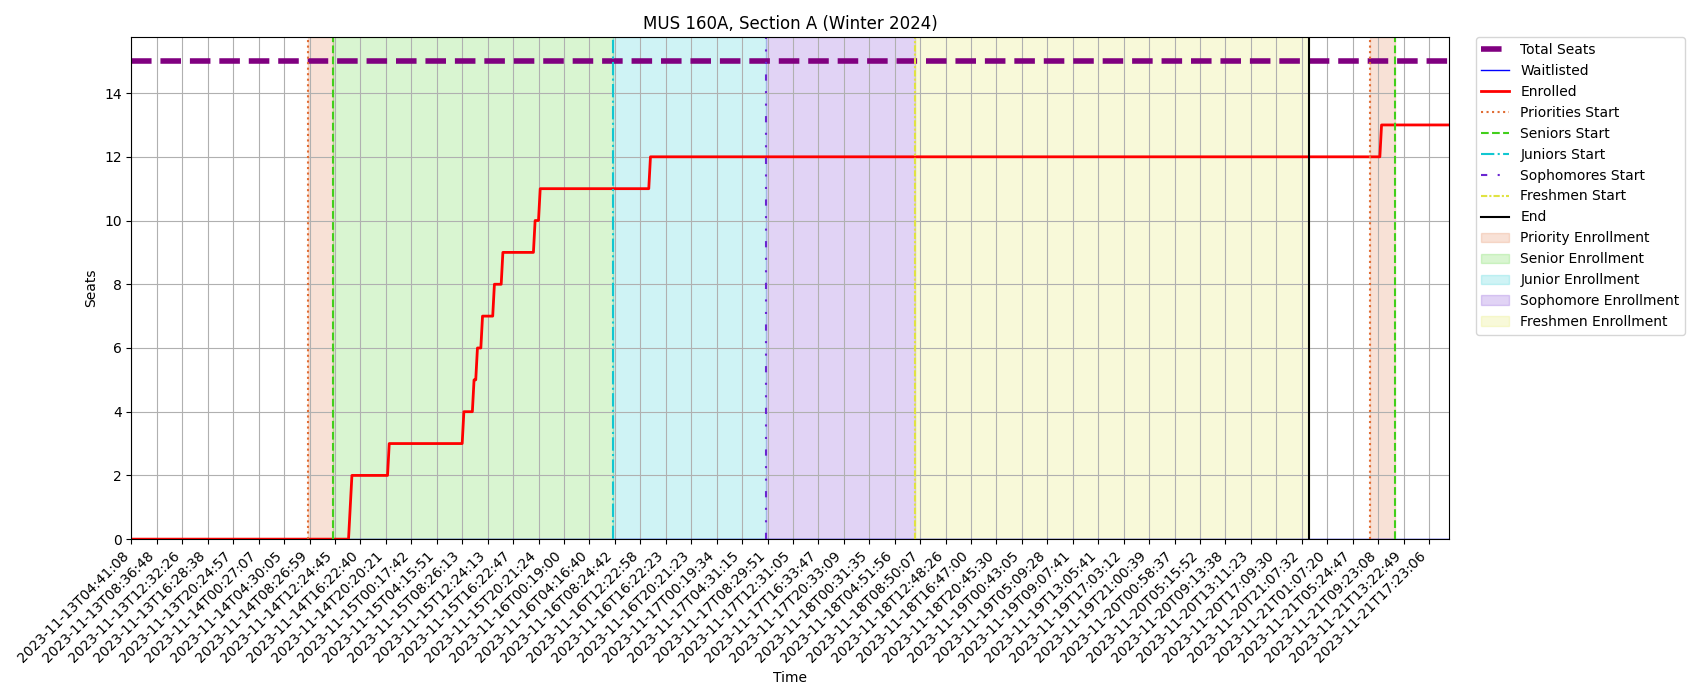 MUS 160A, Section A (Winter 2024)
Total Seats
Waitlisted
Enrolled
Priorities Start
Seniors Start
Juniors Start
Sophomores Start
Freshmen Start
End
Priority Enrollment
Senior Enrollment
Junior Enrollment
Sophomore Enrollment
Freshmen Enrollment
Seats
14
12
10
8
6
4
2
0
2023-11-13T04:41:08
2023-11-13T08:36:48
2023-11-13T12:32:26
2023-11-13T16:28:38
2023-11-13T20:24:57
2023-11-14T00:27:07
2023-11-14T04:30:05
2023-11-14T08:26:59
2023-11-14T12:24:45
2023-11-14T16:22:40
2023-11-14T20:20:21
2023-11-15T00:17:42
2023-11-15T04:15:51
2023-11-15T08:26:13
2023-11-15T12:24:13
2023-11-15T16:22:47
2023-11-15T20:21:24
2023-11-16T00:19:00
2023-11-16T04:16:40
2023-11-16T08:24:42
2023-11-16T12:22:58
2023-11-16T16:22:23
2023-11-16T20:21:23
2023-11-17T00:19:34
2023-11-17T04:31:15
2023-11-17T08:29:51
2023-11-17T12:31:05
2023-11-17T16:33:47
2023-11-17T20:33:09
2023-11-18T00:31:35
2023-11-18T04:51:56
2023-11-18T08:50:07
2023-11-18T12:48:26
2023-11-18T16:47:00
2023-11-18T20:45:30
2023-11-19T00:43:05
2023-11-19T05:09:28
2023-11-19T09:07:41
2023-11-19T13:05:41
2023-11-19T17:03:12
2023-11-19T21:00:39
2023-11-20T00:58:37
2023-11-20T05:15:52
2023-11-20T09:13:38
2023-11-20T13:11:23
2023-11-20T17:09:30
2023-11-20T21:07:32
2023-11-21T01:07:20
2023-11-21T05:24:47
2023-11-21T09:23:08
2023-11-21T13:22:49
2023-11-21T17:23:06
Time